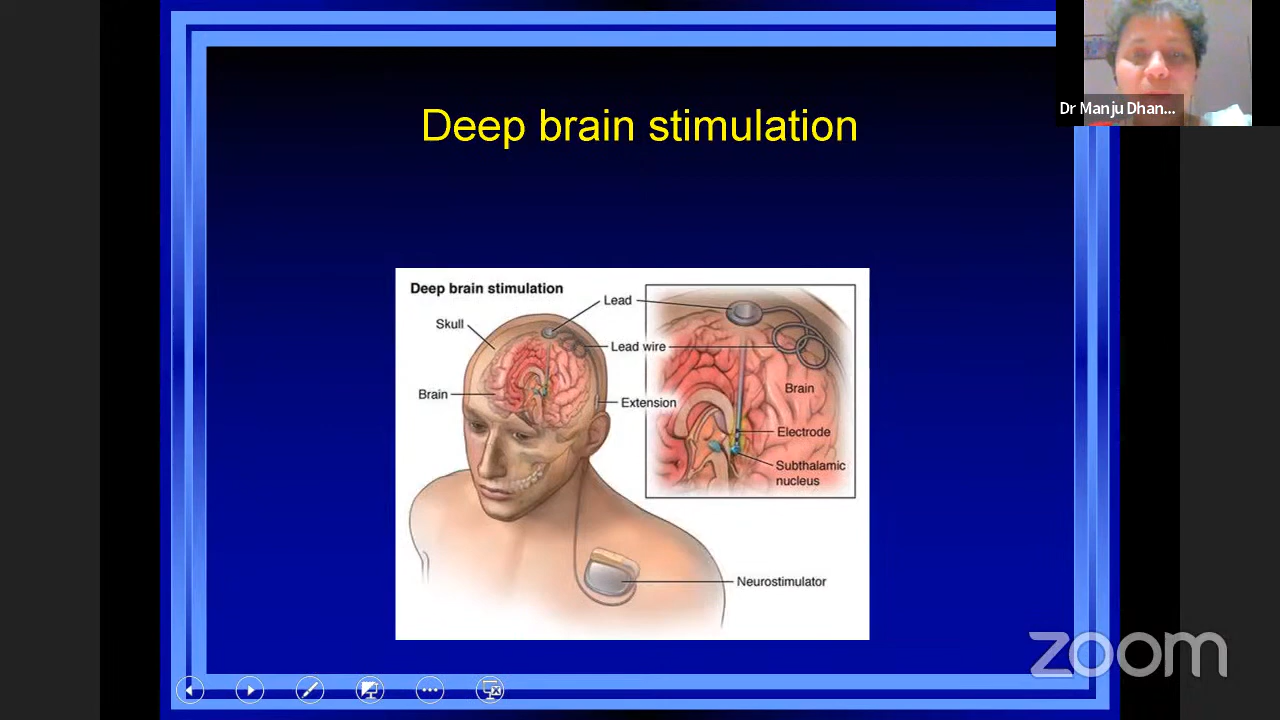 Dr Manju Dhan...
Deep brain stimulation
Deep brain stimulation
Lead
Skull
Lead wire
Brain
Extension
Brain
Electrode
Subthalamic
nucleus
Neurostimulator
zoom